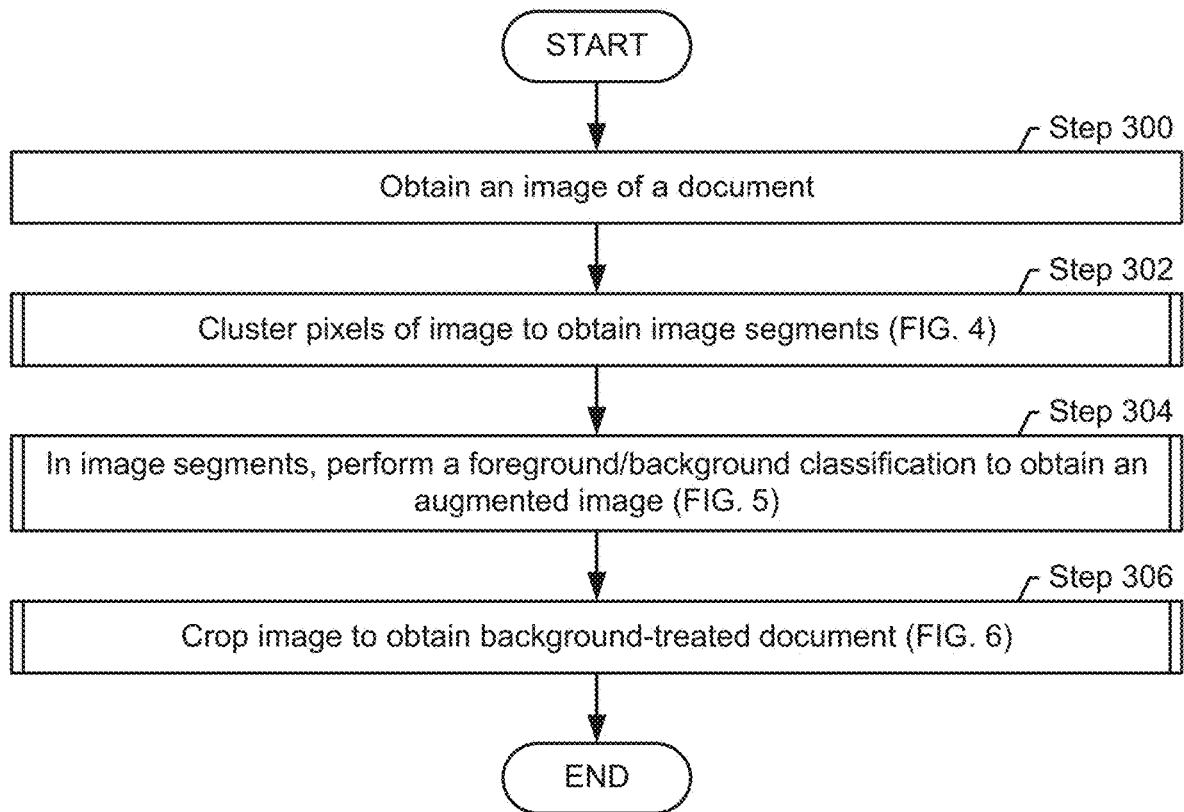 START
Step 300
Obtain an image of a document
Step 302
Cluster pixels of image to obtain image segments (FIG. 4)
Step 304
In image segments, perform a foreground/background classification to obtain an
augmented image (FIG. 5)
Step 306
Crop image to obtain background-treated document (FIG. 6)
END